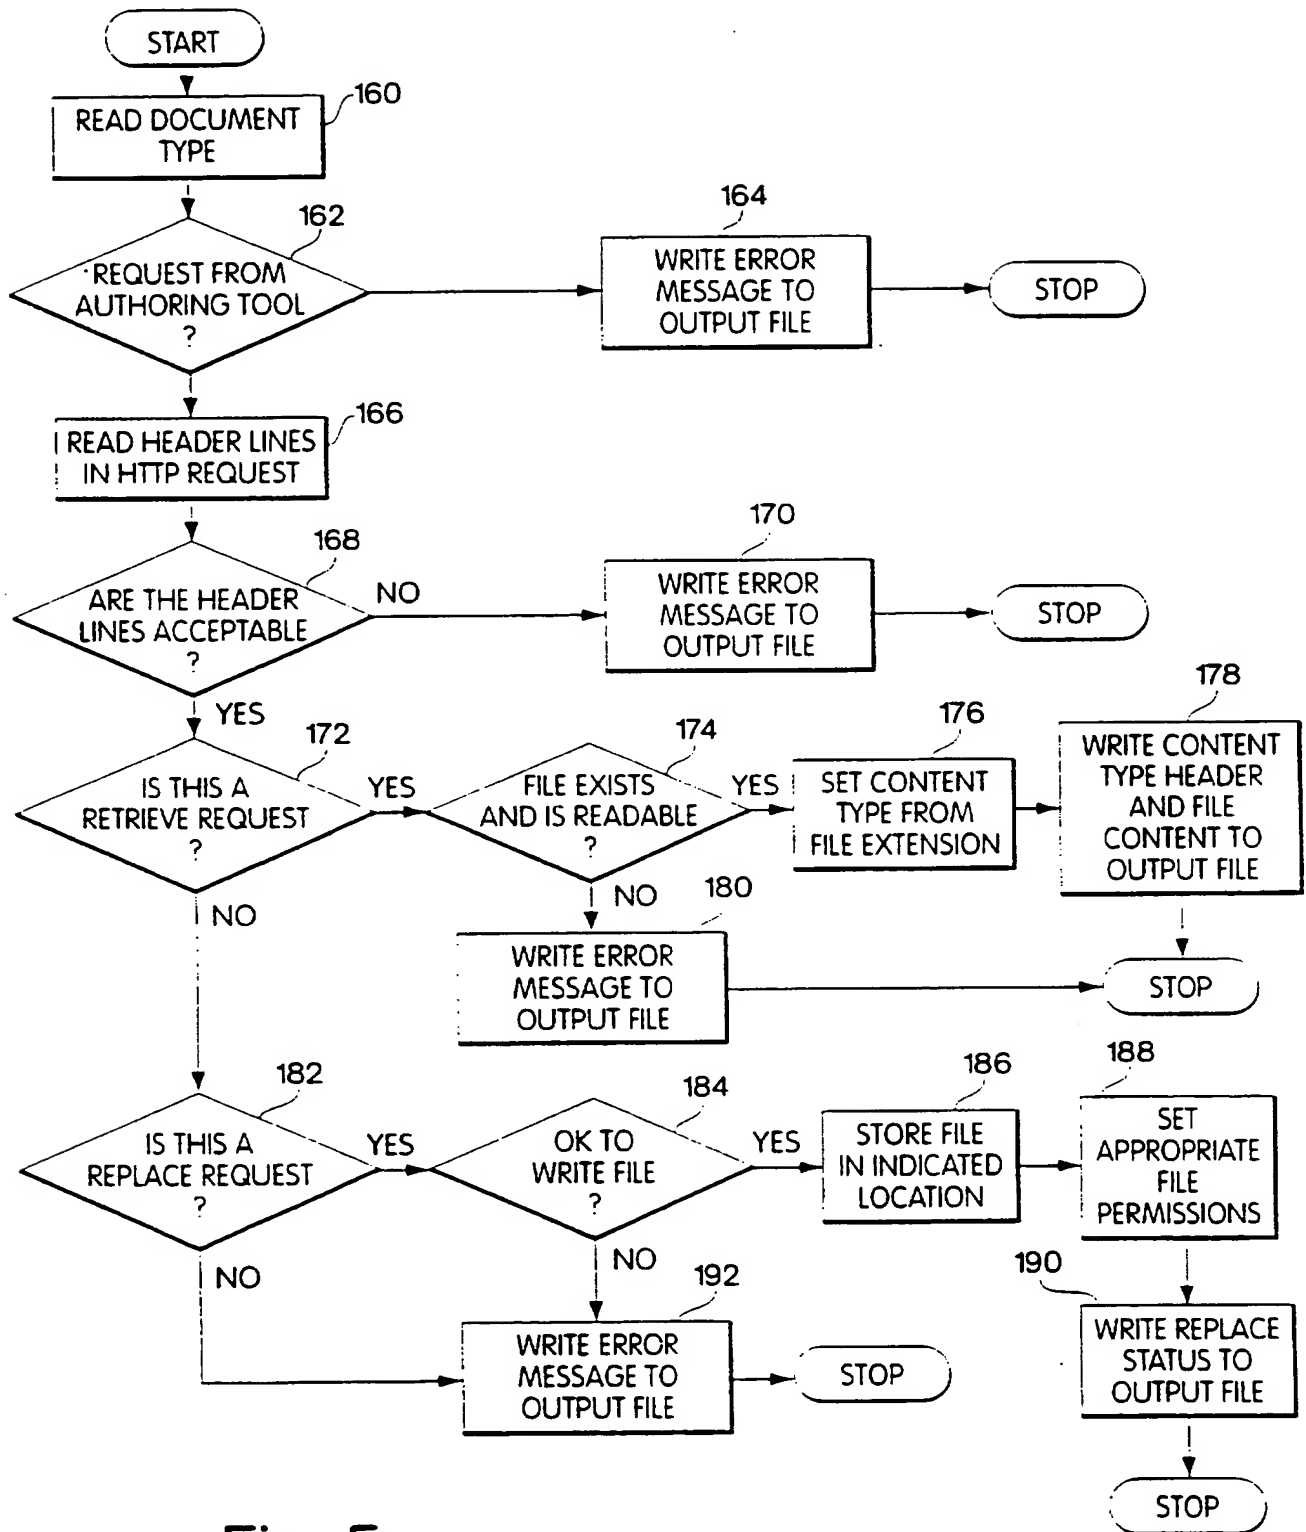 START
160
READ DOCUMENT
TYPE
162
REQUEST FROM
AUTHORING TOOL
?
164
WRITE ERROR
MESSAGE TO
OUTPUT FILE
STOP
166
READ HEADER LINES
IN HTTP REQUEST
168
ARE THE HEADER
LINES ACCEPTABLE
?
NO
170
WRITE ERROR
MESSAGE TO
OUTPUT FILE
STOP
YES
172
IS THIS A
RETRIEVE REQUEST
?
YES
174
FILE EXISTS
AND IS READABLE
?
YES
176
SET CONTENT
TYPE FROM
FILE EXTENSION
178
WRITE CONTENT
TYPE HEADER
AND FILE
CONTENT TO
OUTPUT FILE
NO
NO
180
WRITE ERROR
MESSAGE TO
OUTPUT FILE
STOP
182
IS THIS A
REPLACE REQUEST
?
YES
184
OK TO
WRITE FILE
?
YES
186
STORE FILE
IN INDICATED
LOCATION
188
SET
APPROPRIATE
FILE
PERMISSIONS
NO
NO
192
WRITE ERROR
MESSAGE TO
OUTPUT FILE
STOP
190
WRITE REPLACE
STATUS TO
OUTPUT FILE
STOP